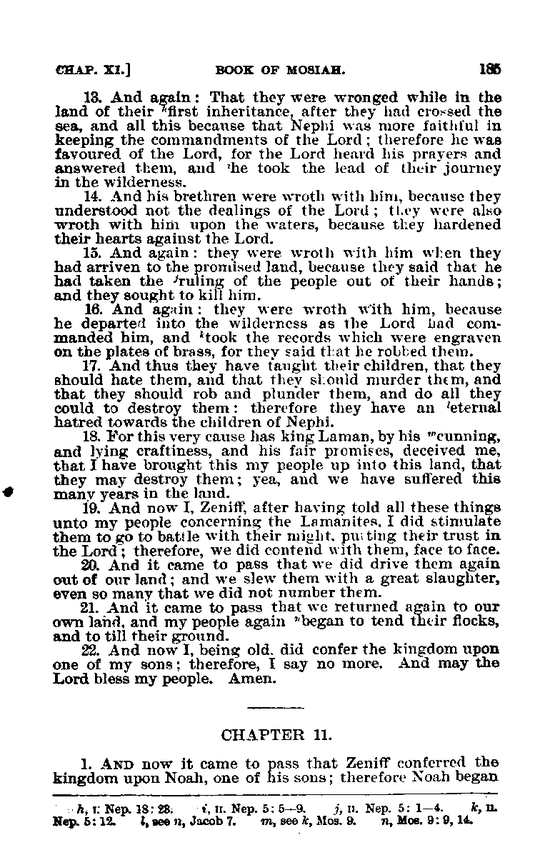 CHAP. XI.] BOOK OF MOSIAH. 185
13. And again: That they were wronged while in the
land of their hfirst inheritance, after they had crossed the
sea, and all this because that Nephi was more faithful in
keeping the commandments of the Lord; therefore he was
favoured of the Lord, for the Lord heard his prayers and
answered them, and ihe took the lead of their journey
in the wilderness.
14. And his brethren were wroth with him, because they
understood not the dealings of the Lord; they were also
wroth with him upon the waters, because they hardened
their hearts against the Lord.
15. And again: they were wroth with him when they
had arriven to the promised land, because they said that he
had taken the jruling of the people out of their hands;
and they sought to kill him.
16. And again: they were wroth with him, because
he departed into the wilderness as the Lord had com-
manded him, and ktook the records which were engraven
on the plates of brass, for they said that he robbed them.
17. And thus they have taught their children, that they
should hate them, and that they should murder them, and
that they should rob and plunder them, and do all they
could to destroy them: therefore they have an leternal
hatred towards the children of Nephi.
18. For this very cause has king Laman, by his mcunning,
and lying craftiness, and his fair promises, deceived me,
that I have brought this my people up into this land, that
they may destroy them; yea, and we have suffered this
many years in the land.
19. And now I, Zeniff, after having told all these things
unto my people concerning the Lamanites, I did stimulate
them to go to battle with their might, putting their trust in
the Lord; therefore, we did contend with them, face to face.
20. And it came to pass that we did drive them again
out of our land; and we slew them with a great slaughter,
even so many that we did not number them.
21. And it came to pass that we returned again to our
own land, and my people again nbegan to tend their flocks,
and to till their ground.
22. And now I, being old, did confer the kingdom upon
one of my sons; therefore, I say no more. And may the
Lord bless my people. Amen.
CHAPTER 11.
1. AND now it came to pass that Zeniff conferred the
kingdom upon Noah, one of his sons; therefore Noah began
h, I. Nep. 18: 23. i, II. Nep. 5: 5—9. j, II. Nep. 5: 1—4. k, II.
Nep. 5: 12. l, see n, Jacob 7. m, see k, Mos. 9. n, Mos. 9: 9, 14.